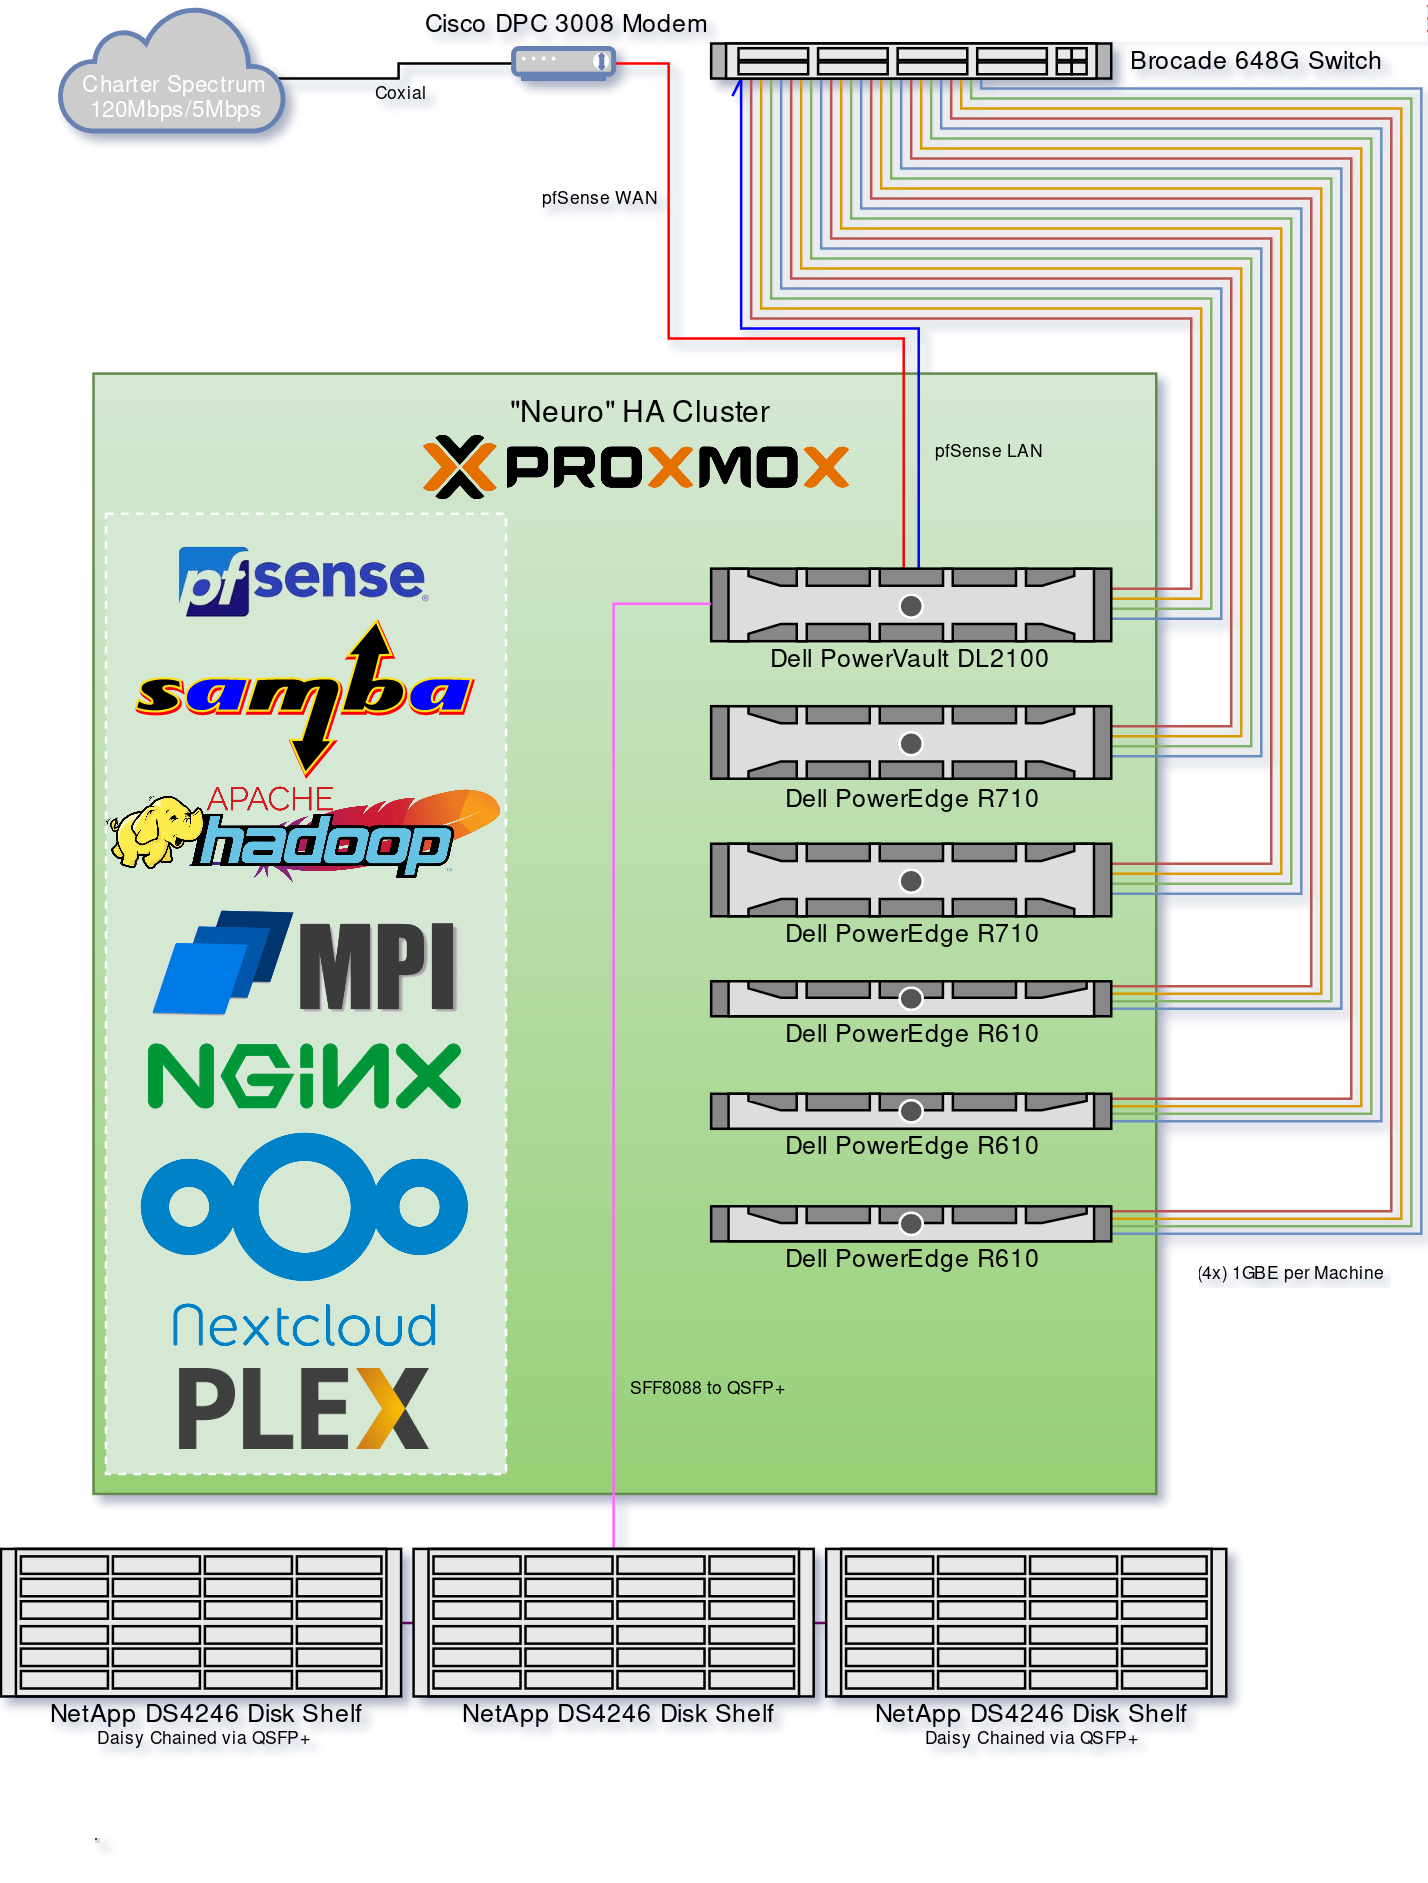 Cisco DPC 3008 Modem
Brocade 648G Switch
Charter Spectrum
120Mbps/5Mbps
Coxial
pfSense WAN
"Neuro" HA Cluster
PROXMOX
pfSense LAN
pfsense®
samba
APACHE
hadoop™
MPI
NGiNX
Nextcloud
PLEX
Dell PowerVault DL2100
Dell PowerEdge R710
Dell PowerEdge R710
Dell PowerEdge R610
Dell PowerEdge R610
Dell PowerEdge R610
(4x) 1GBE per Machine
SFF8088 to QSFP+
NetApp DS4246 Disk Shelf
Daisy Chained via QSFP+
NetApp DS4246 Disk Shelf
NetApp DS4246 Disk Shelf
Daisy Chained via QSFP+